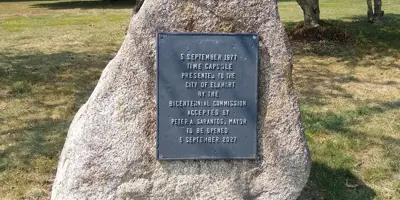 5 SEPTEMBER 1977
TIME CAPSULE
PRESENTED TO THE
CITY OF ELKHART
BY THE
BICENTENNIAL COMMISSION
ACCEPTED BY
PETER A SARANTOS, MAYOR
TO BE OPENED
5 SEPTEMBER 2027